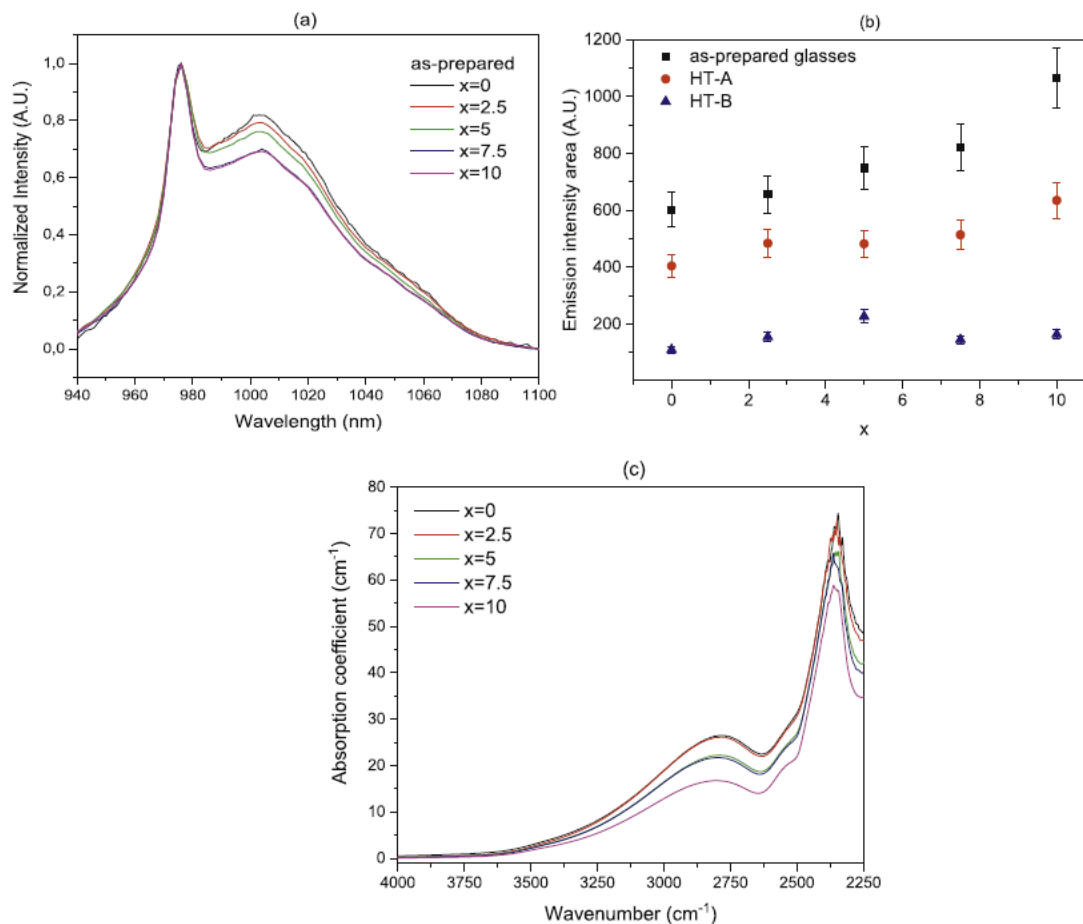 (a)
as-prepared
x=0
x=2.5
x=5
x=7.5
x=10
1,0
0,8
0,6
0,4
0,2
0,0
Normalized Intensity (A.U.)
940 960 980 1000 1020 1040 1060 1080 1100
Wavelength (nm)
(b)
as-prepared glasses
HT-A
HT-B
1200
1000
800
600
400
200
Emission intensity area (A.U.)
0 2 4 6 8 10
x
(c)
x=0
x=2.5
x=5
x=7.5
x=10
80
70
60
50
40
30
20
10
0
Absorption coefficient (cm⁻¹)
4000 3750 3500 3250 3000 2750 2500 2250
Wavenumber (cm⁻¹)